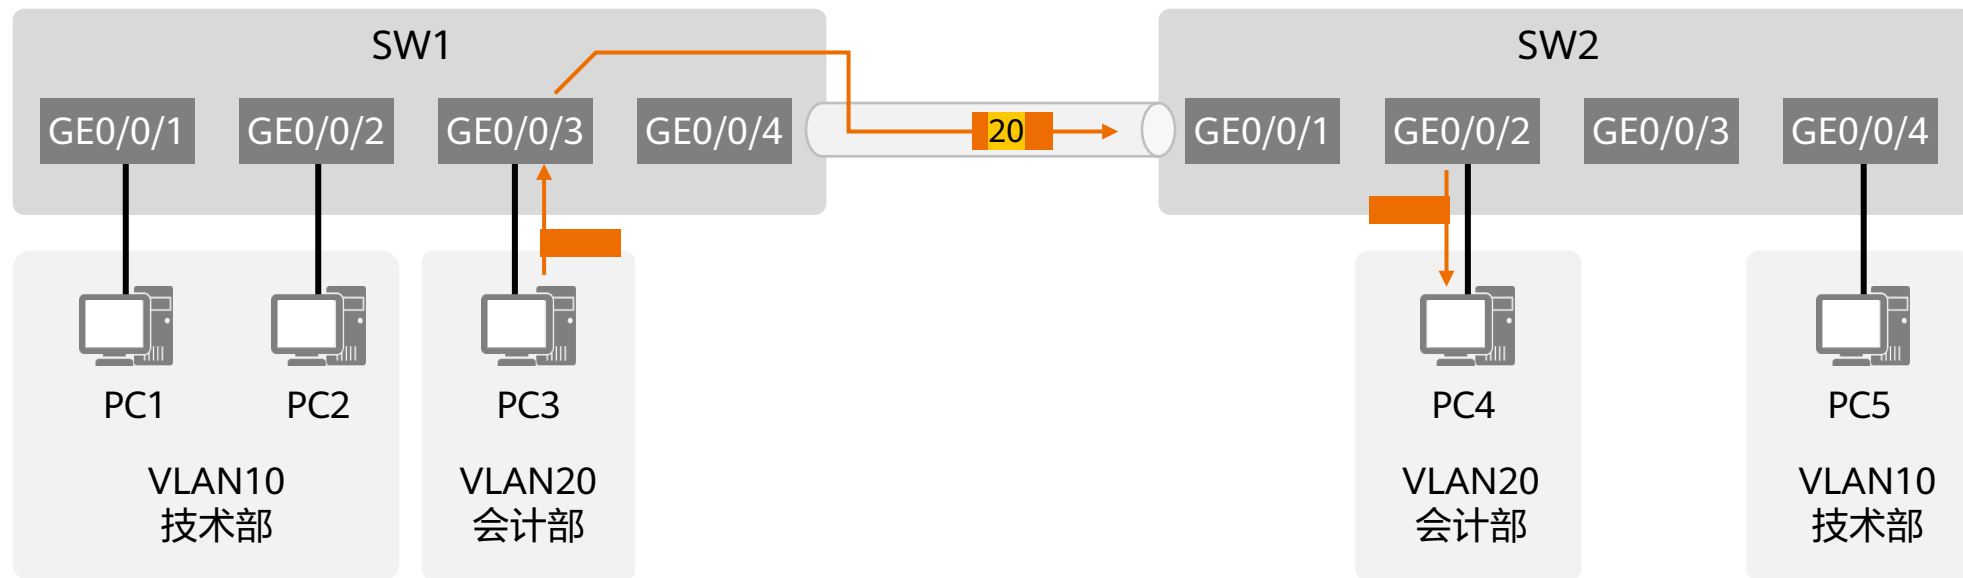 SW1
SW2
GE0/0/1
GE0/0/2
GE0/0/3
GE0/0/4
20
GE0/0/1
GE0/0/2
GE0/0/3
GE0/0/4
PC1
PC2
PC3
PC4
PC5
VLAN10
技术部
VLAN20
会计部
VLAN20
会计部
VLAN10
技术部